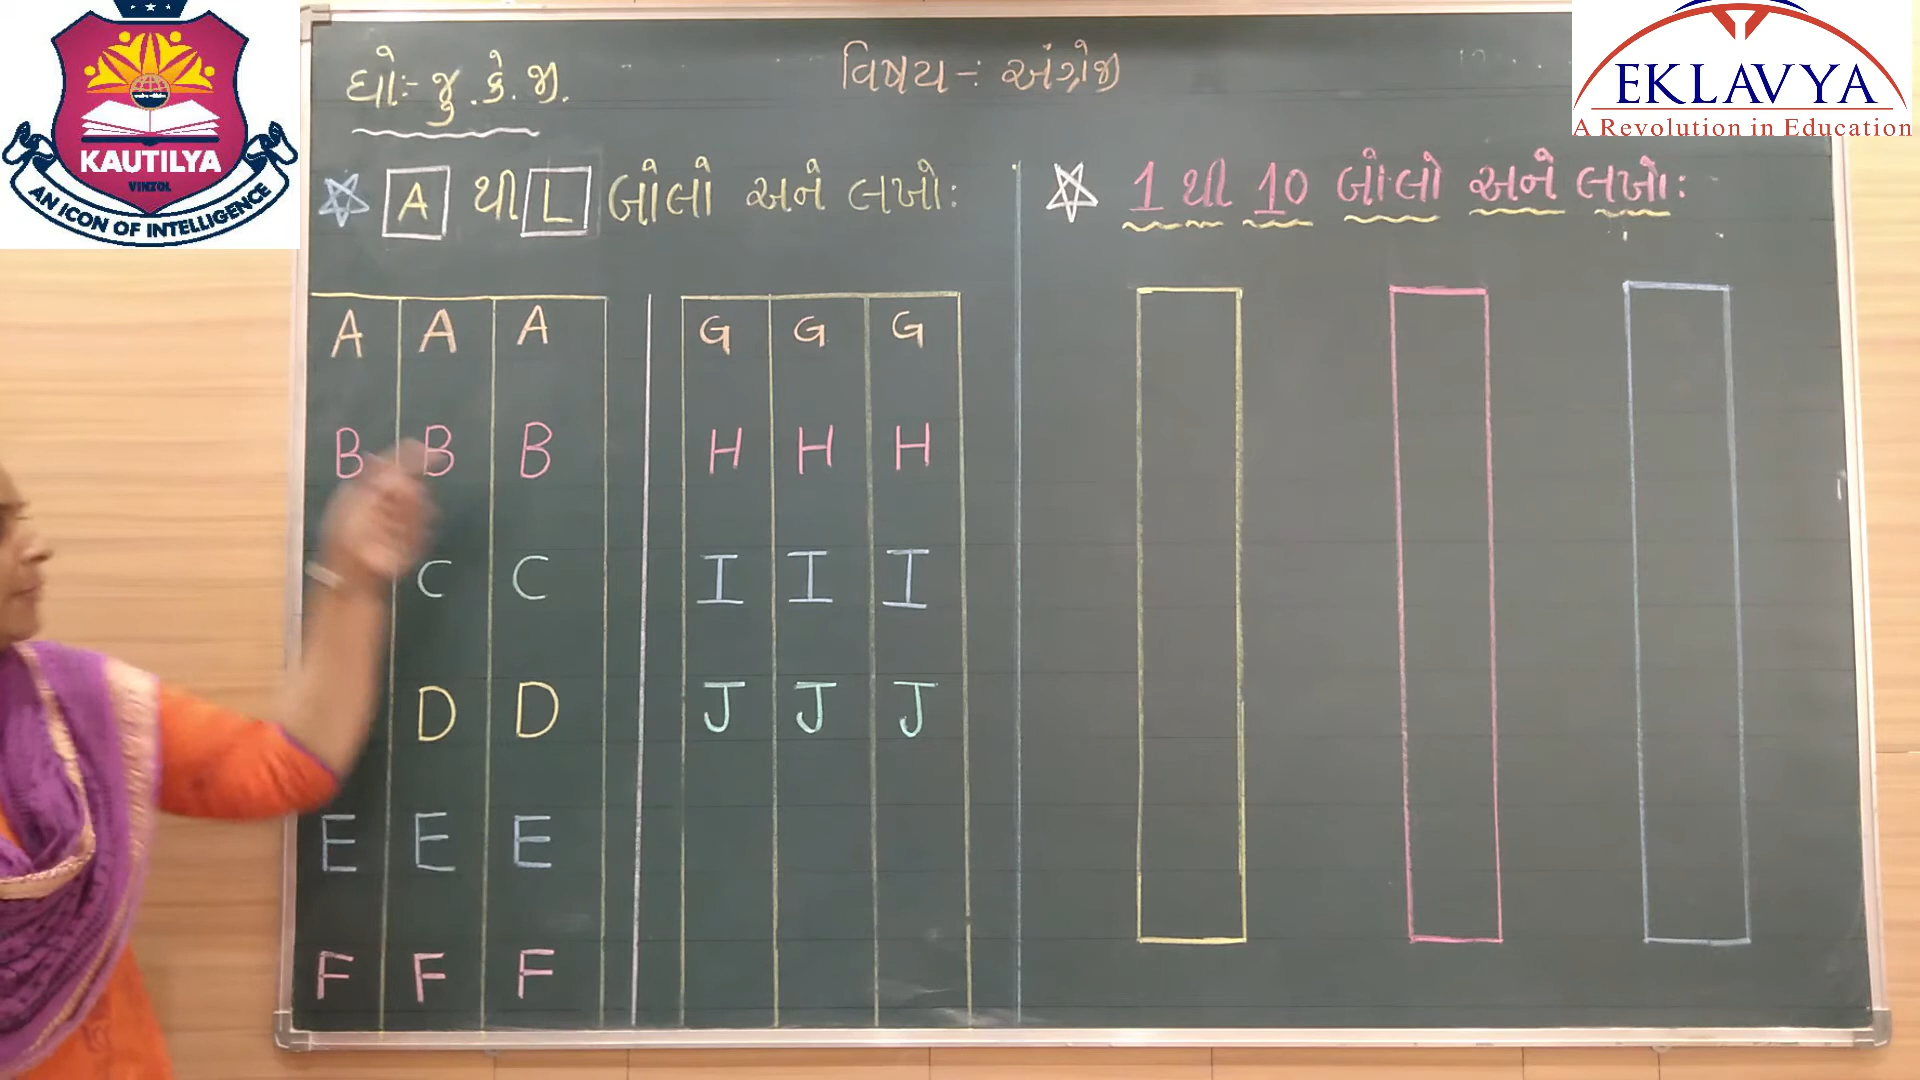 KAUTILYA
VINZOL
AN ICON OF INTELLIGENCE
EKLAVYA
A Revolution in Education
ધોઃ- જુ.કે.જી.
વિષય -: અંગ્રેજી
A થી L બોલો અને લખો:
1 થી 10 બોલો અને લખો:
A A A
B B B
C C
D D
E E E
F F F
G G G
H H H
I I I
J J J